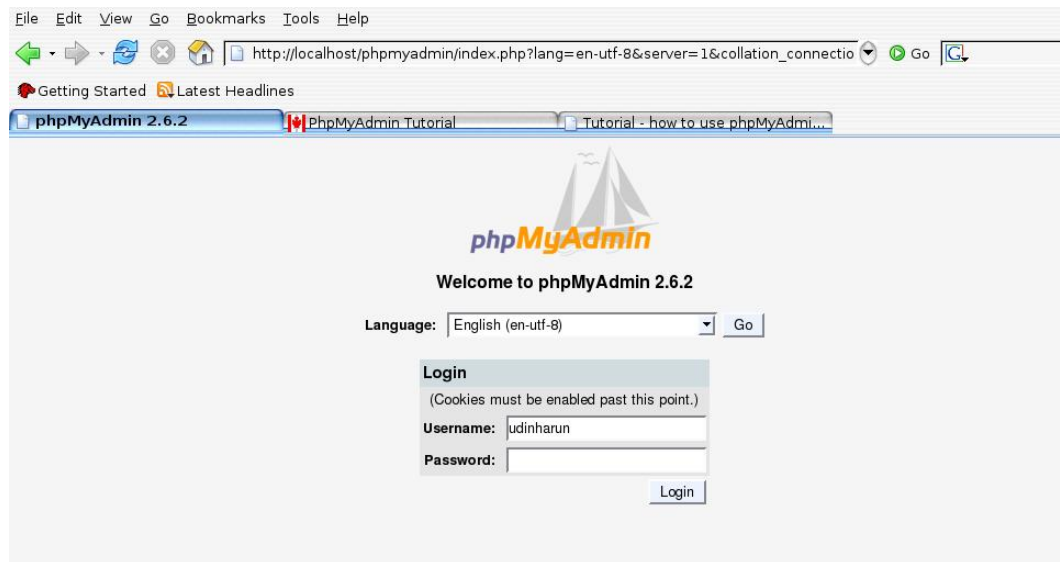 File Edit View Go Bookmarks Tools Help
http://localhost/phpmyadmin/index.php?lang=en-utf-8&server=1&collation_connectio Go G
Getting Started Latest Headlines
phpMyAdmin 2.6.2 PhpMyAdmin Tutorial Tutorial - how to use phpMyAdmi...
phpMyAdmin
Welcome to phpMyAdmin 2.6.2
Language: English (en-utf-8) Go
Login
(Cookies must be enabled past this point.)
Username: udinharun
Password:
Login